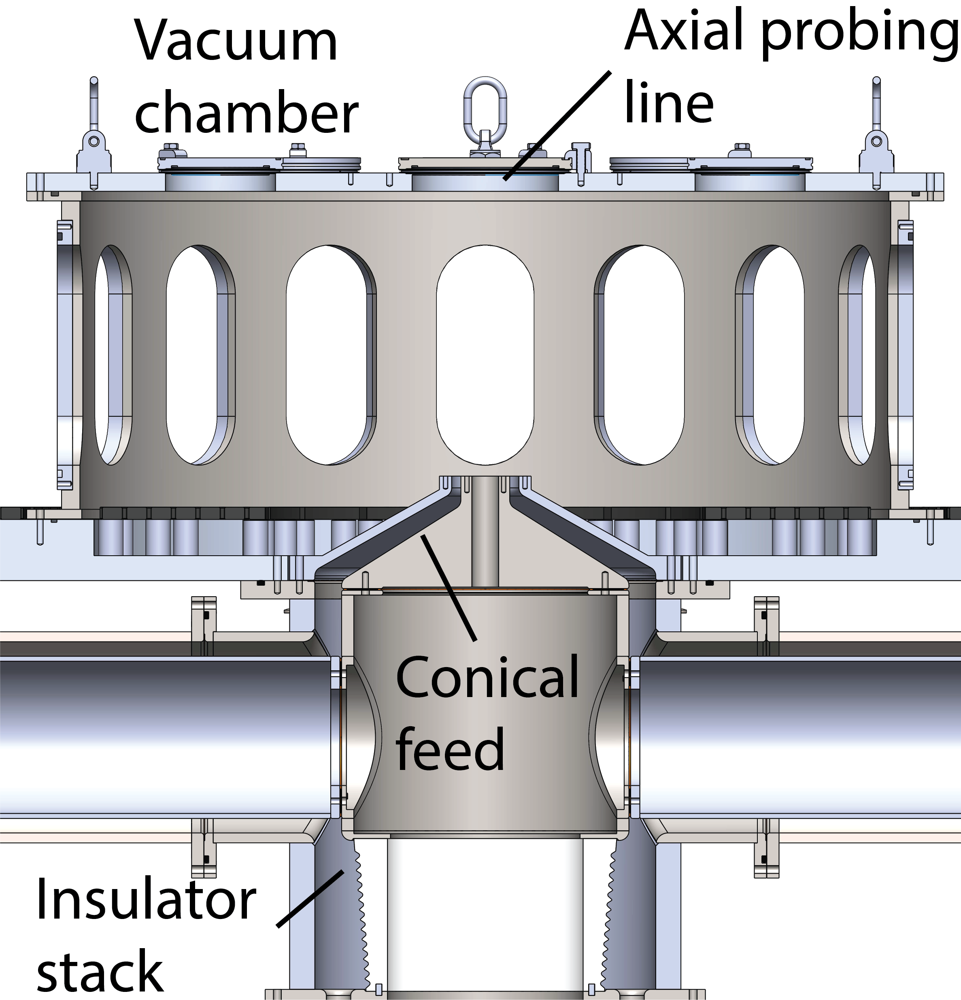 Vacuum
chamber
Axial probing
line
Conical
feed
Insulator
stack